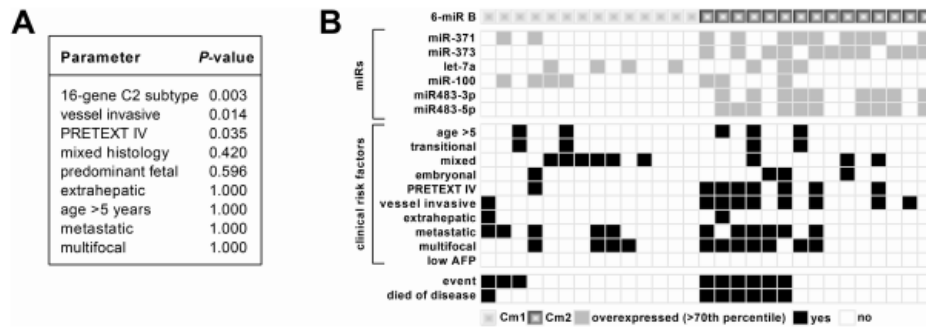 A
Parameter P-value
16-gene C2 subtype 0.003
vessel invasive 0.014
PRETEXT IV 0.035
mixed histology 0.420
predominant fetal 0.596
extrahepatic 1.000
age >5 years 1.000
metastatic 1.000
multifocal 1.000
B
6-miR B
miRs
miR-371
miR-373
let-7a
miR-100
miR483-3p
miR483-5p
clinical risk factors
age >5
transitional
mixed
embryonal
PRETEXT IV
vessel invasive
extrahepatic
metastatic
multifocal
low AFP
event
died of disease
Cm1 Cm2 overexpressed (>70th percentile) yes no